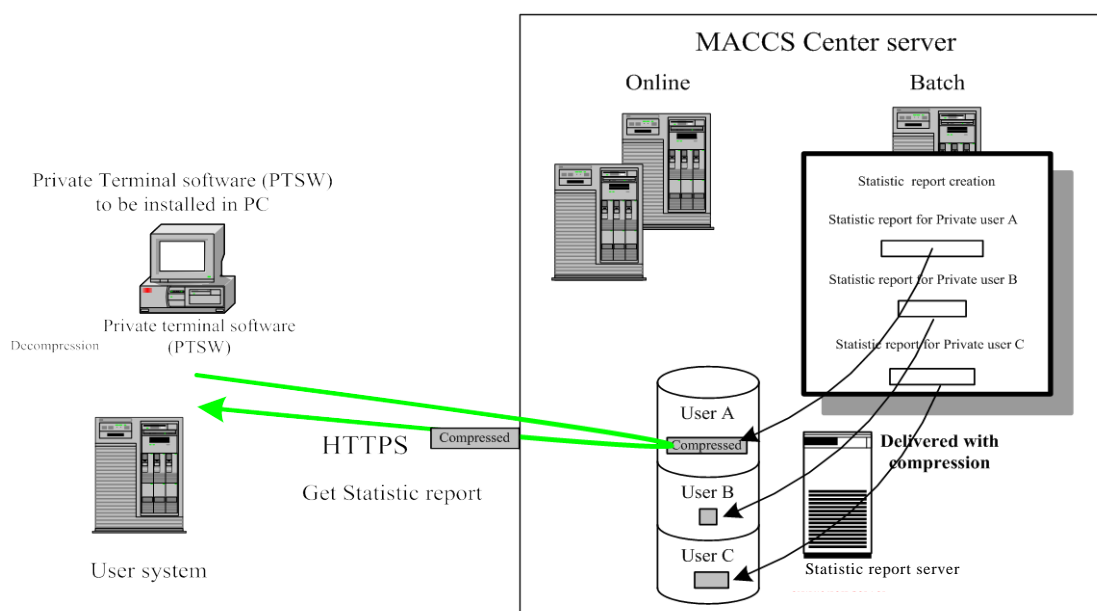 MACCS Center server
Online
Batch
Statistic report creation
Statistic report for Private user A
Statistic report for Private user B
Statistic report for Private user C
Private Terminal software (PTSW)
to be installed in PC
Private terminal software
(PTSW)
Decompression
User A
Compressed
User B
User C
Delivered with
compression
Statistic report server
HTTPS
Compressed
Get Statistic report
User system